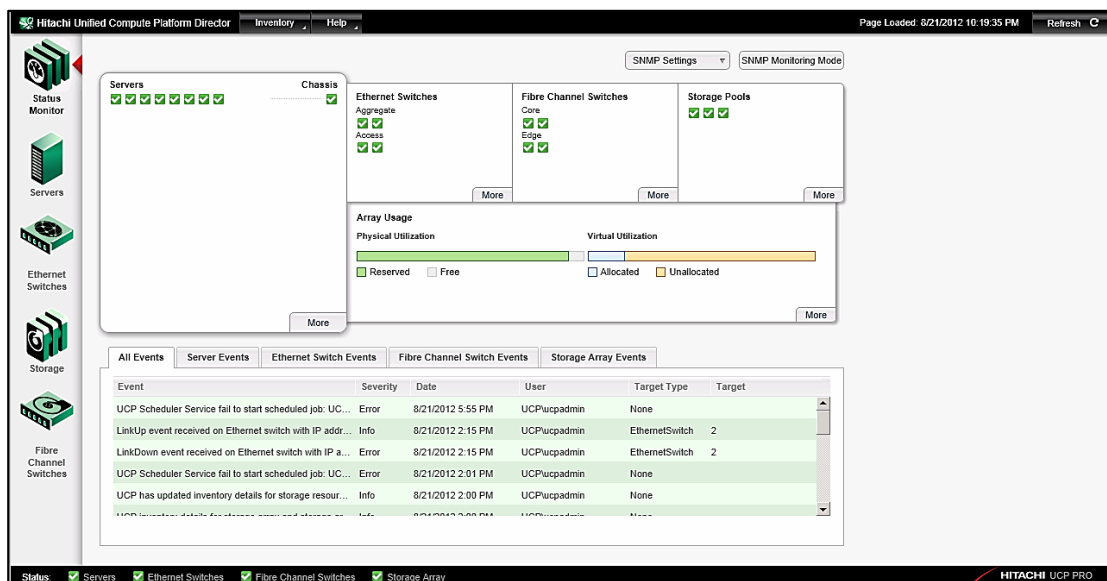 Hitachi Unified Compute Platform Director Inventory Help Page Loaded: 8/21/2012 10:19:35 PM Refresh
SNMP Settings SNMP Monitoring Mode
Status
Monitor
Servers
Ethernet
Switches
Storage
Fibre
Channel
Switches
Servers Chassis
Ethernet Switches
Aggregate
Access
More
Fibre Channel Switches
Core
Edge
More
Storage Pools
More
Array Usage
Physical Utilization Virtual Utilization
Reserved Free Allocated Unallocated
More
More
All Events Server Events Ethernet Switch Events Fibre Channel Switch Events Storage Array Events
Event Severity Date User Target Type Target
UCP Scheduler Service fail to start scheduled job: UC... Error 8/21/2012 5:55 PM UCP\ucpadmin None
LinkUp event received on Ethernet switch with IP addr... Info 8/21/2012 2:15 PM UCP\ucpadmin EthernetSwitch 2
LinkDown event received on Ethernet switch with IP a... Error 8/21/2012 2:15 PM UCP\ucpadmin EthernetSwitch 2
UCP Scheduler Service fail to start scheduled job: UC... Error 8/21/2012 2:01 PM UCP\ucpadmin None
UCP has updated inventory details for storage resour... Info 8/21/2012 2:00 PM UCP\ucpadmin None
Status: Servers Ethernet Switches Fibre Channel Switches Storage Array HITACHI UCP PRO